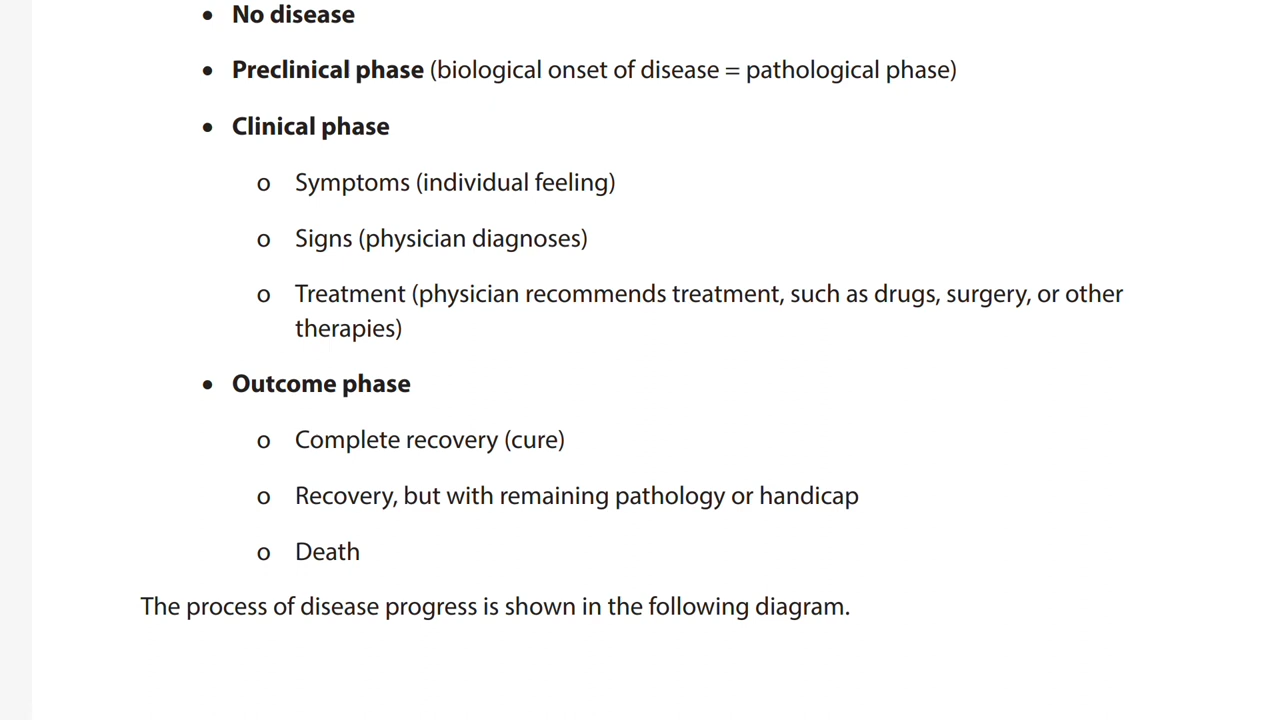 • No disease
• Preclinical phase (biological onset of disease = pathological phase)
• Clinical phase
o Symptoms (individual feeling)
o Signs (physician diagnoses)
o Treatment (physician recommends treatment, such as drugs, surgery, or other
therapies)
• Outcome phase
o Complete recovery (cure)
o Recovery, but with remaining pathology or handicap
o Death
The process of disease progress is shown in the following diagram.